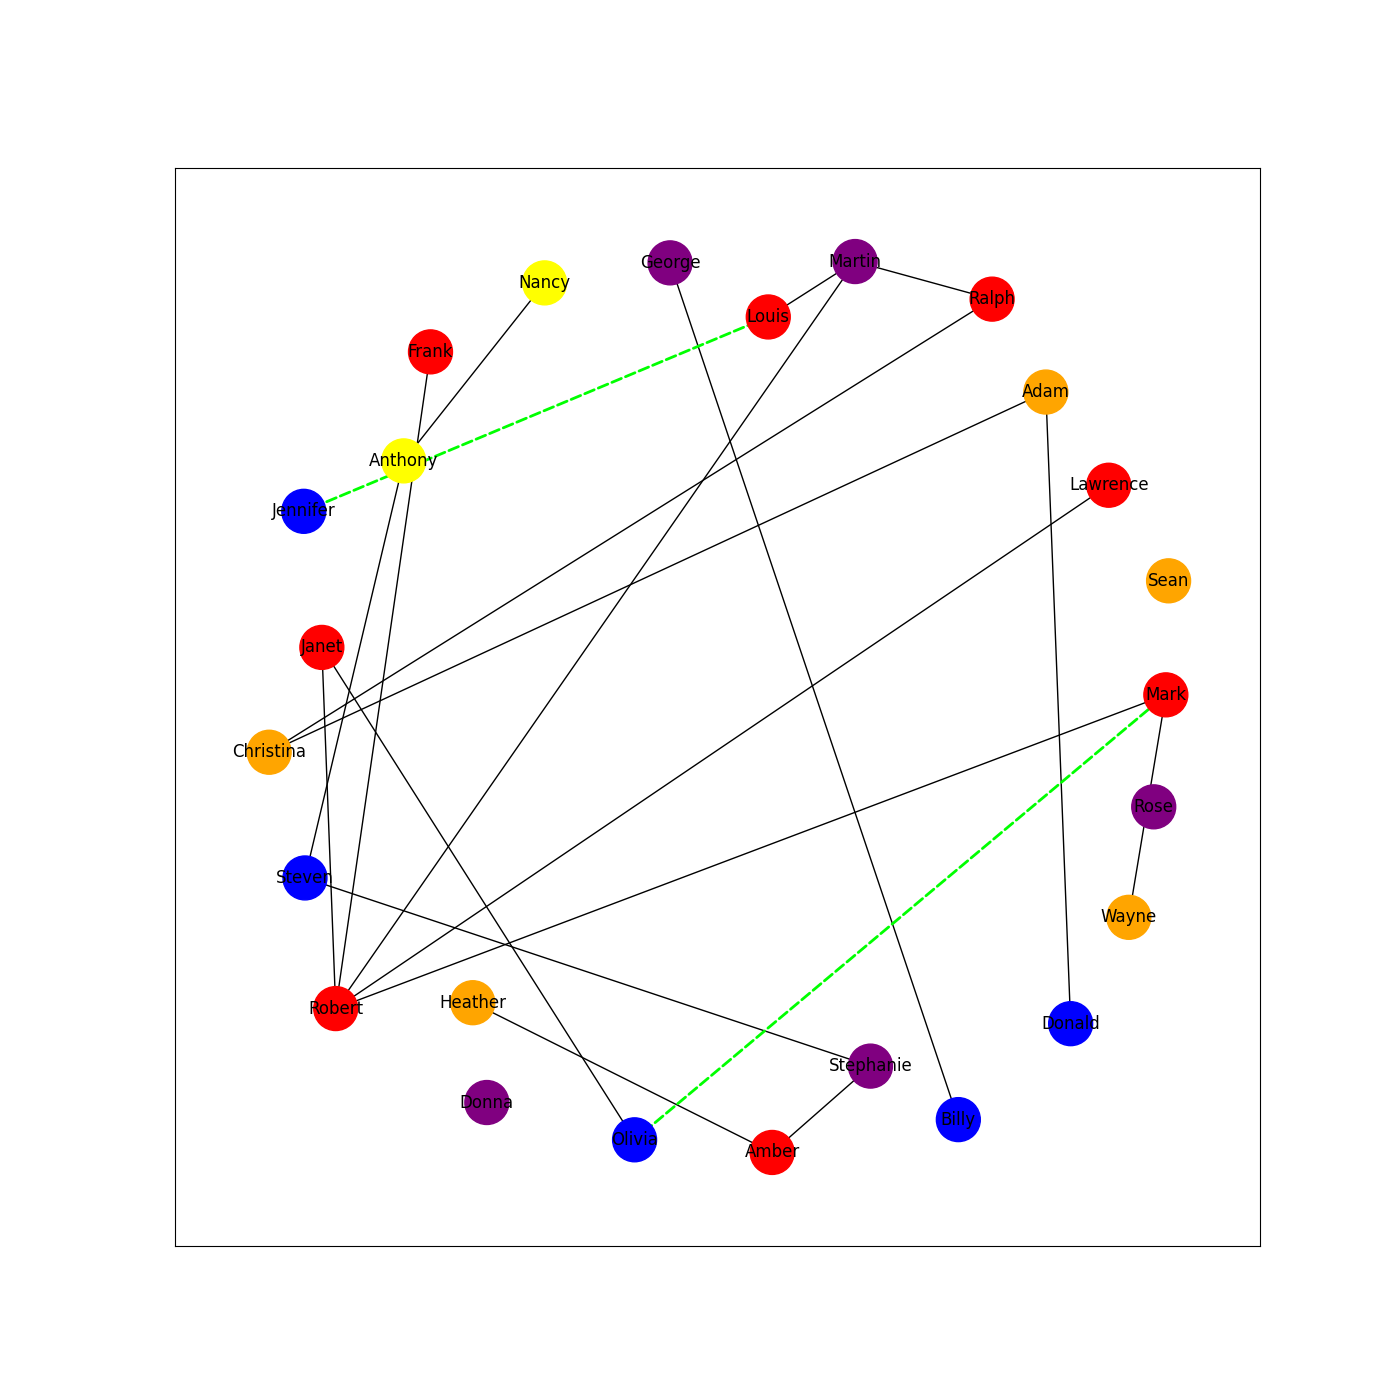 George
Martin
Nancy
Ralph
Louis
Frank
Adam
Anthony
Lawrence
Jennifer
Sean
Janet
Mark
Christina
Rose
Steven
Wayne
Heather
Robert
Donald
Stephanie
Donna
Billy
Olivia
Amber